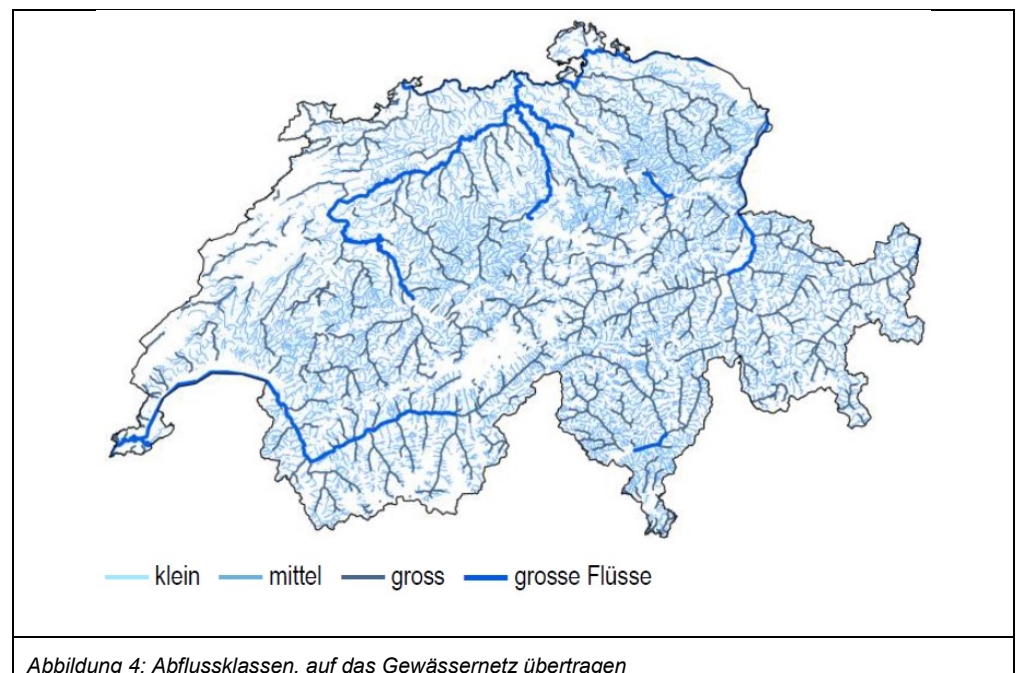 klein mittel gross grosse Flüsse
Abbildung 4: Abflussklassen, auf das Gewässernetz übertragen